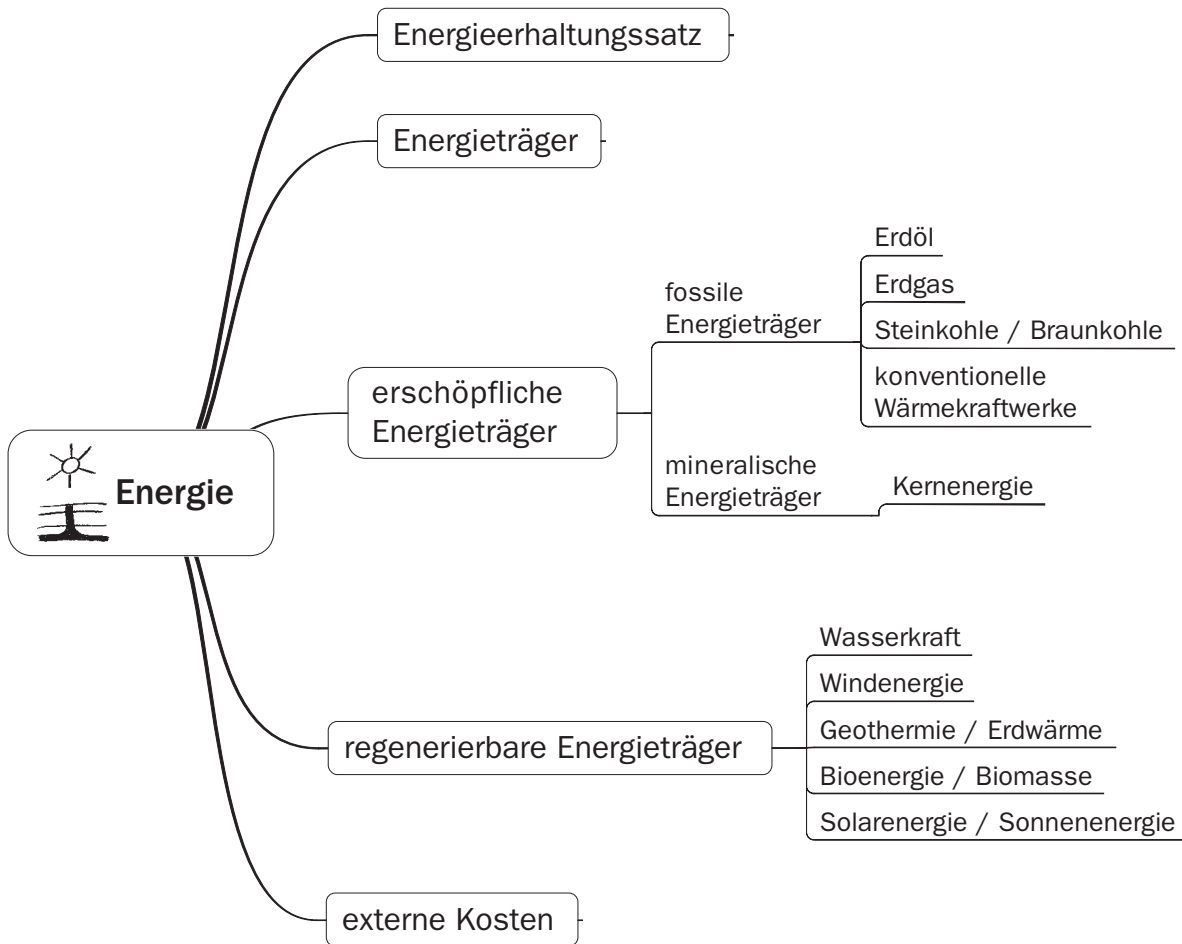 Energie
Energieerhaltungssatz
Energieträger
erschöpfliche
Energieträger
fossile
Energieträger
Erdöl
Erdgas
Steinkohle / Braunkohle
konventionelle
Wärmekraftwerke
mineralische
Energieträger
Kernenergie
regenerierbare Energieträger
Wasserkraft
Windenergie
Geothermie / Erdwärme
Bioenergie / Biomasse
Solarenergie / Sonnenenergie
externe Kosten